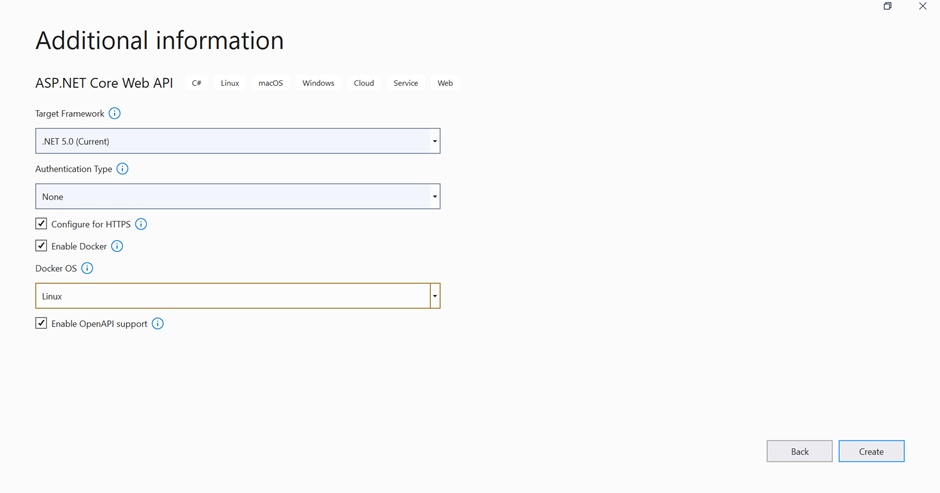 Additional information
ASP.NET Core Web API C# Linux macOS Windows Cloud Service Web
Target Framework
.NET 5.0 (Current)
Authentication Type
None
Configure for HTTPS
Enable Docker
Docker OS
Linux
Enable OpenAPI support
Back Create